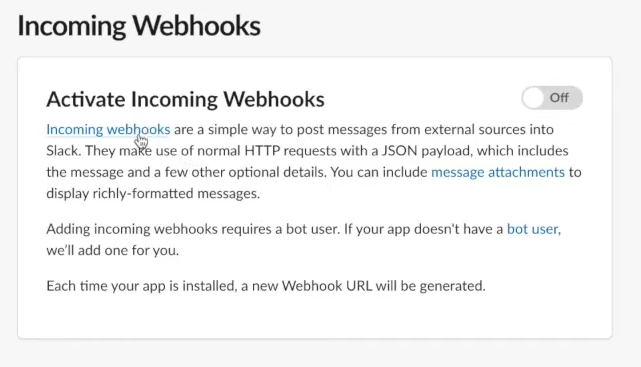 Incoming Webhooks
Activate Incoming Webhooks
Off
Incoming webhooks are a simple way to post messages from external sources into
Slack. They make use of normal HTTP requests with a JSON payload, which includes
the message and a few other optional details. You can include message attachments to
display richly-formatted messages.
Adding incoming webhooks requires a bot user. If your app doesn't have a bot user,
we'll add one for you.
Each time your app is installed, a new Webhook URL will be generated.